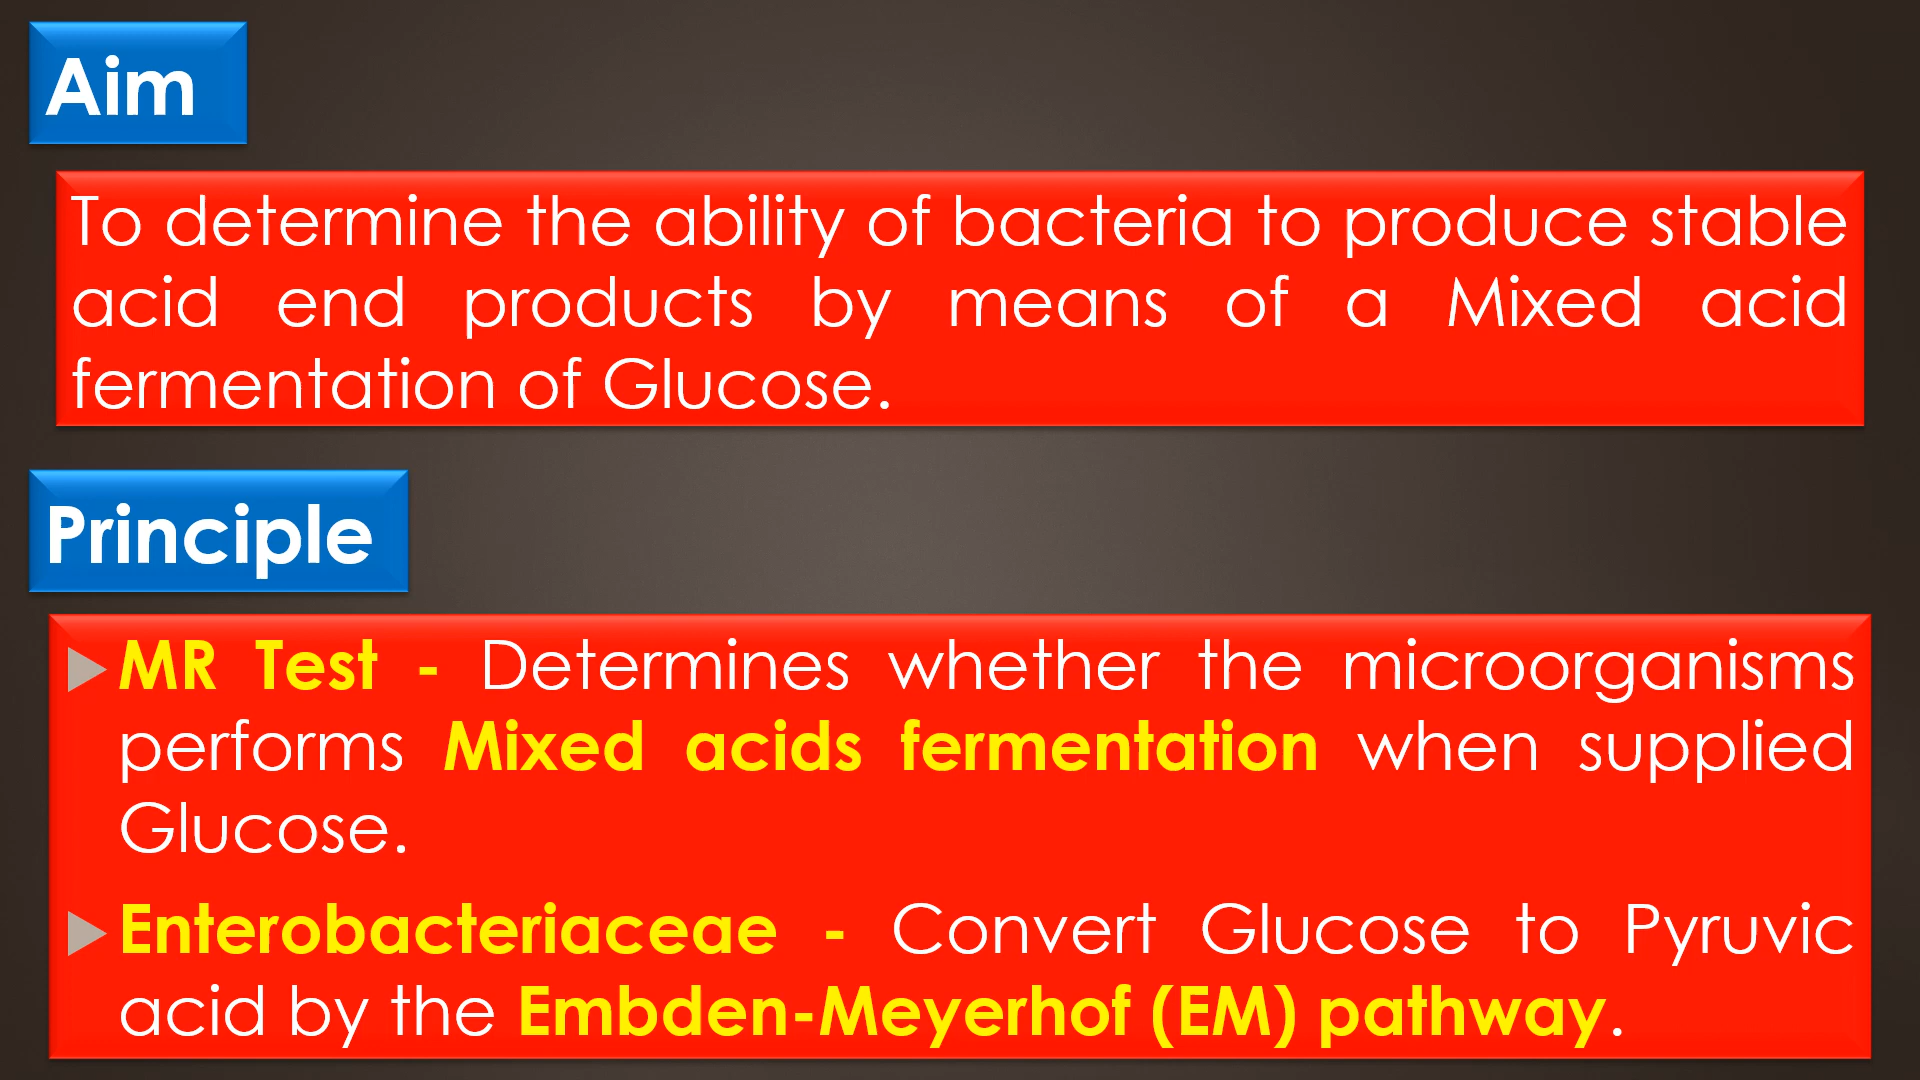 Aim
To determine the ability of bacteria to produce stable
acid end products by means of a Mixed acid
fermentation of Glucose.
Principle
MR Test - Determines whether the microorganisms
performs Mixed acids fermentation when supplied
Glucose.
Enterobacteriaceae - Convert Glucose to Pyruvic
acid by the Embden-Meyerhof (EM) pathway.